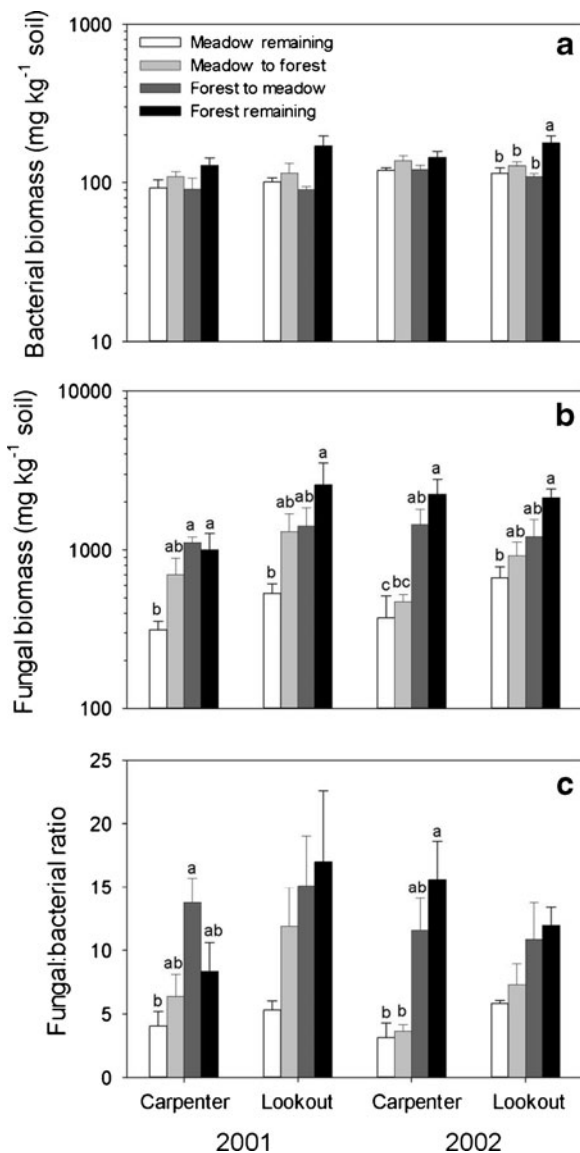 a
Meadow remaining
Meadow to forest
Forest to meadow
Forest remaining
Bacterial biomass (mg kg⁻¹ soil)
1000
100
10
b b b a
b
Fungal biomass (mg kg⁻¹ soil)
10000
1000
100
b ab a a
b ab ab a
c bc ab a
b ab ab a
c
Fungal:bacterial ratio
25
20
15
10
5
0
b ab a ab
b b ab a
Carpenter Lookout Carpenter Lookout
2001 2002